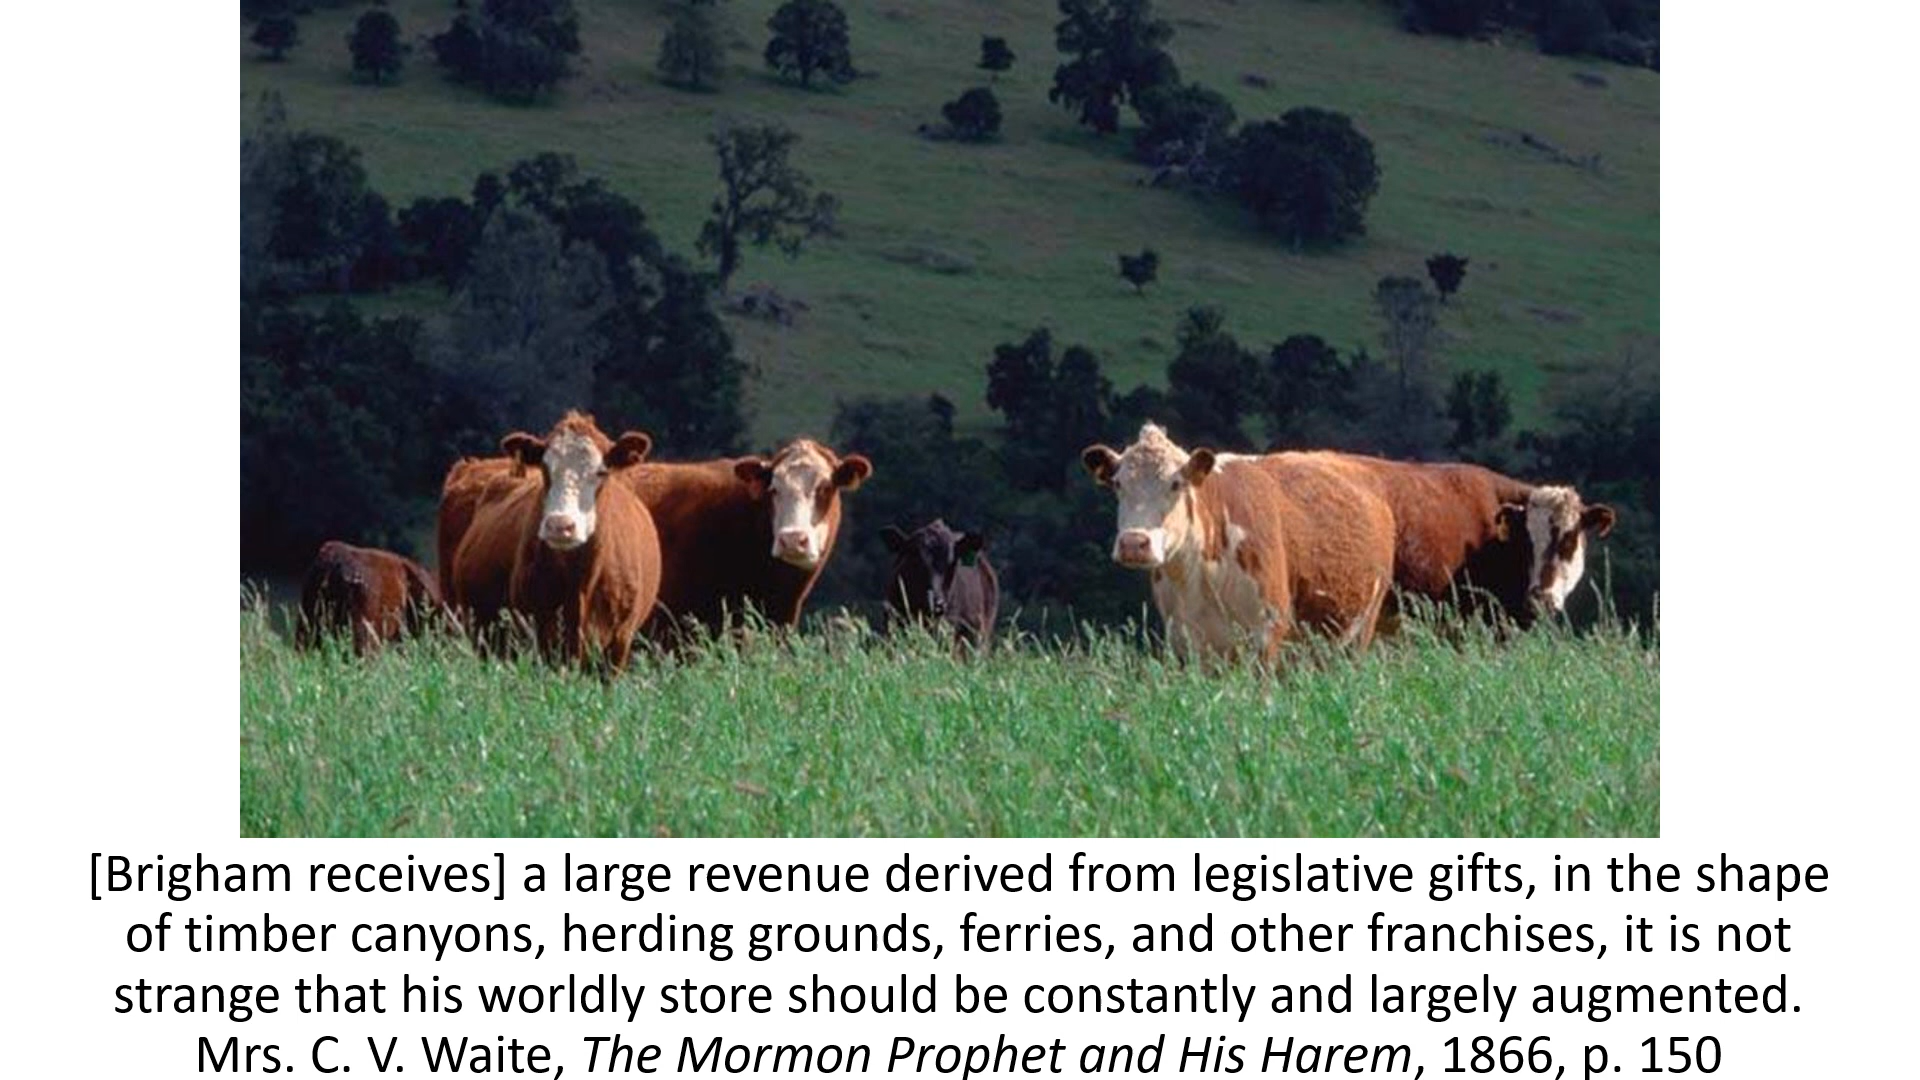 [Brigham receives] a large revenue derived from legislative gifts, in the shape
of timber canyons, herding grounds, ferries, and other franchises, it is not
strange that his worldly store should be constantly and largely augmented.
Mrs. C. V. Waite, The Mormon Prophet and His Harem, 1866, p. 150